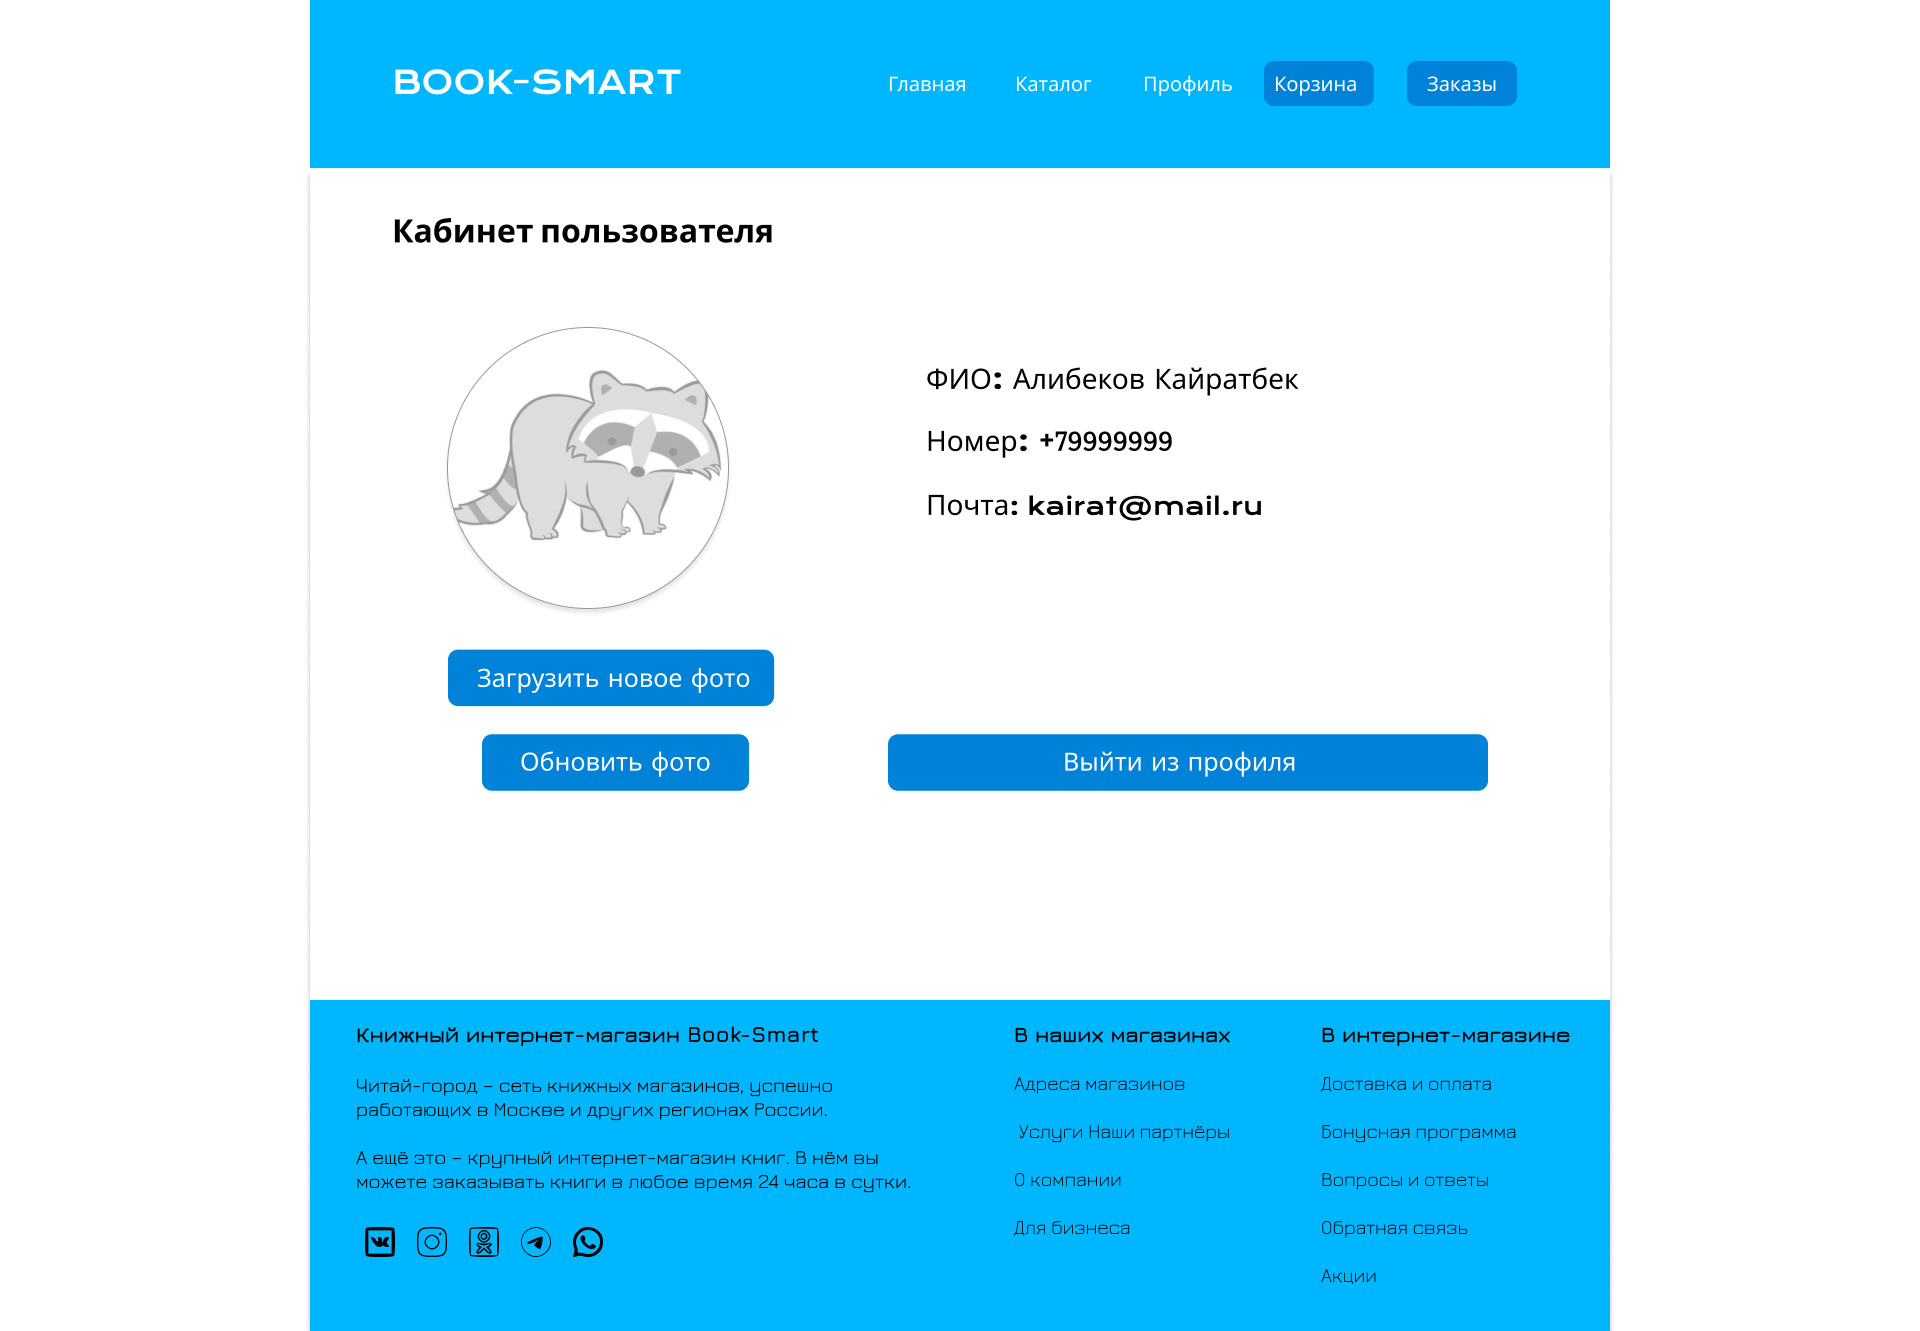 BOOK-SMART
Главная
Каталог
Профиль
Корзина
Заказы
Кабинет пользователя
ФИО: Алибеков Кайратбек
Номер: +79999999
Почта: kairat@mail.ru
Загрузить новое фото
Обновить фото
Выйти из профиля
Книжный интернет-магазин Book-Smart
Читай-город – сеть книжных магазинов, успешно
работающих в Москве и других регионах России.
А ещё это – крупный интернет-магазин книг. В нём вы
можете заказывать книги в любое время 24 часа в сутки.
В наших магазинах
Адреса магазинов
Услуги Наши партнёры
О компании
Для бизнеса
В интернет-магазине
Доставка и оплата
Бонусная программа
Вопросы и ответы
Обратная связь
Акции